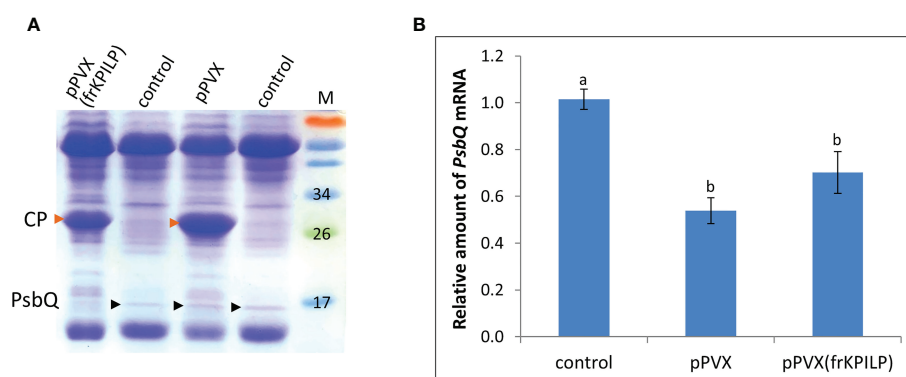 A
pPVX
(frKPILP)
control
pPVX
control
M
34
CP
26
PsbQ
17
B
Relative amount of PsbQ mRNA
1.2
1.0
0.8
0.6
0.4
0.2
0.0
a
b
b
control
pPVX
pPVX(frKPILP)